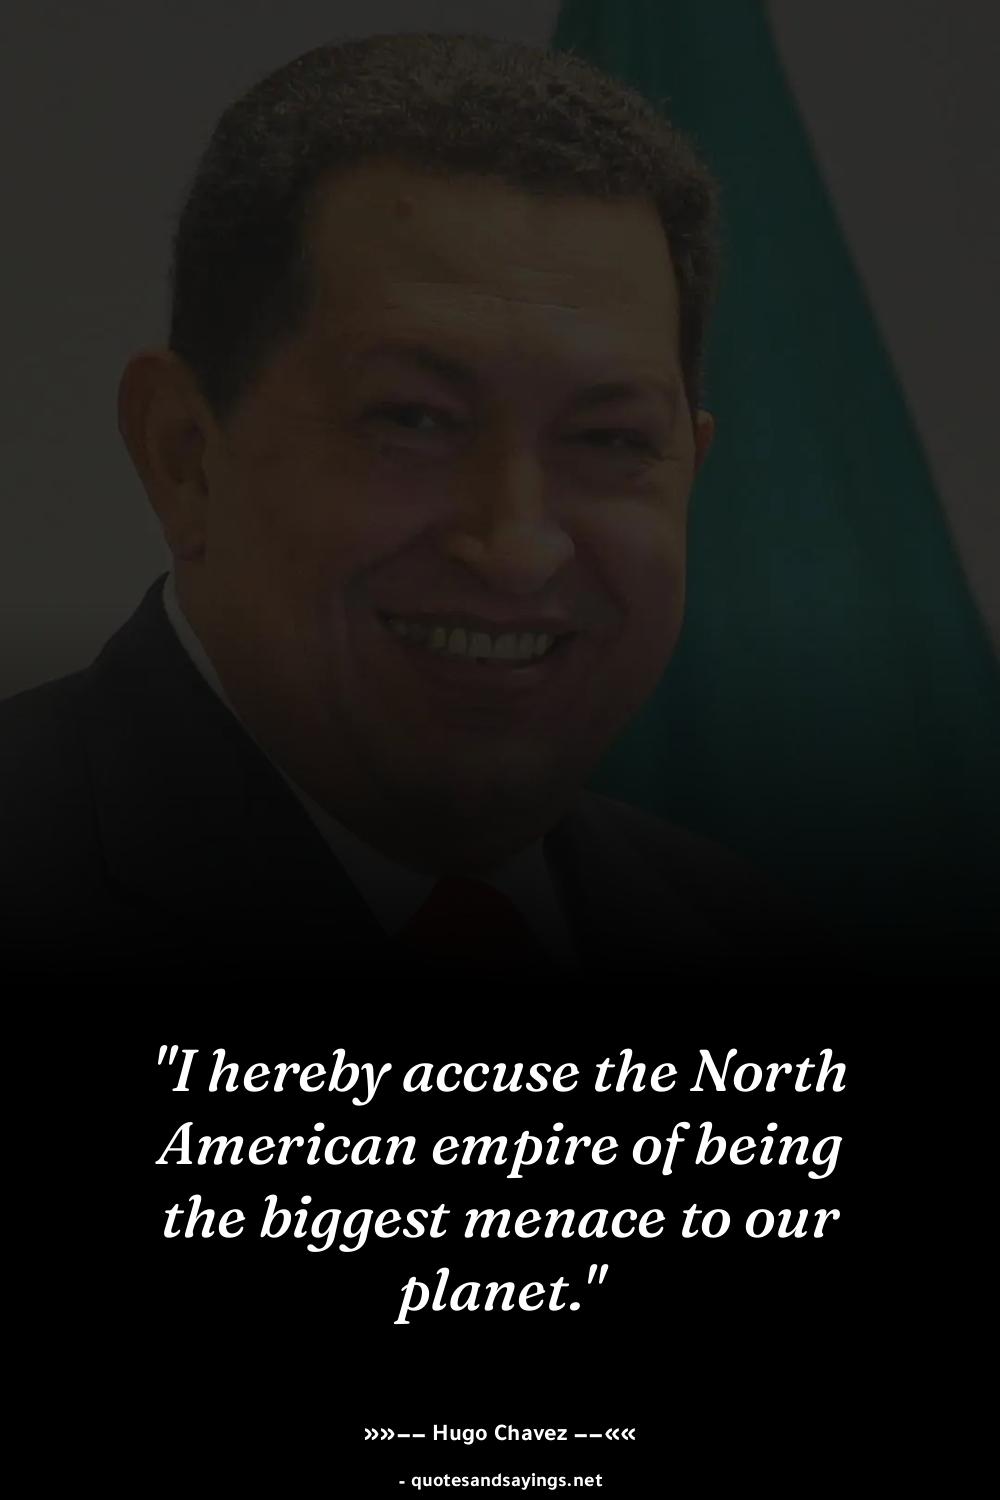 "I hereby accuse the North
American empire of being
the biggest menace to our
planet."
»»−− Hugo Chavez −−««
- quotesandsayings.net